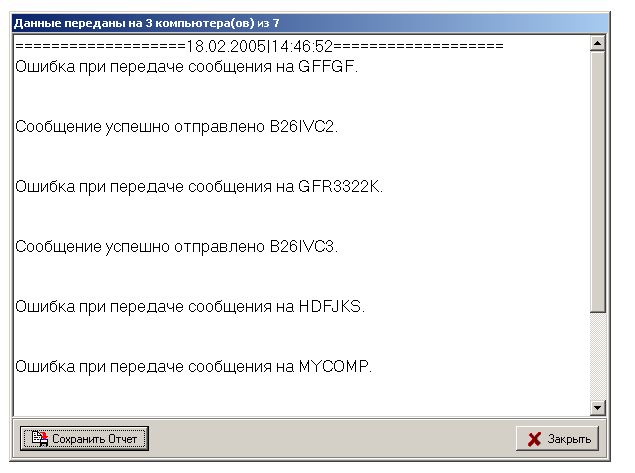 Данные переданы на 3 компьютера(ов) из 7
===================18.02.2005|14:46:52===================
Ошибка при передаче сообщения на GFFGF.
Сообщение успешно отправлено B26IVC2.
Ошибка при передаче сообщения на GFR3322K.
Сообщение успешно отправлено B26IVC3.
Ошибка при передаче сообщения на HDFJKS.
Ошибка при передаче сообщения на MYCOMP.
Сохранить Отчет
Закрыть